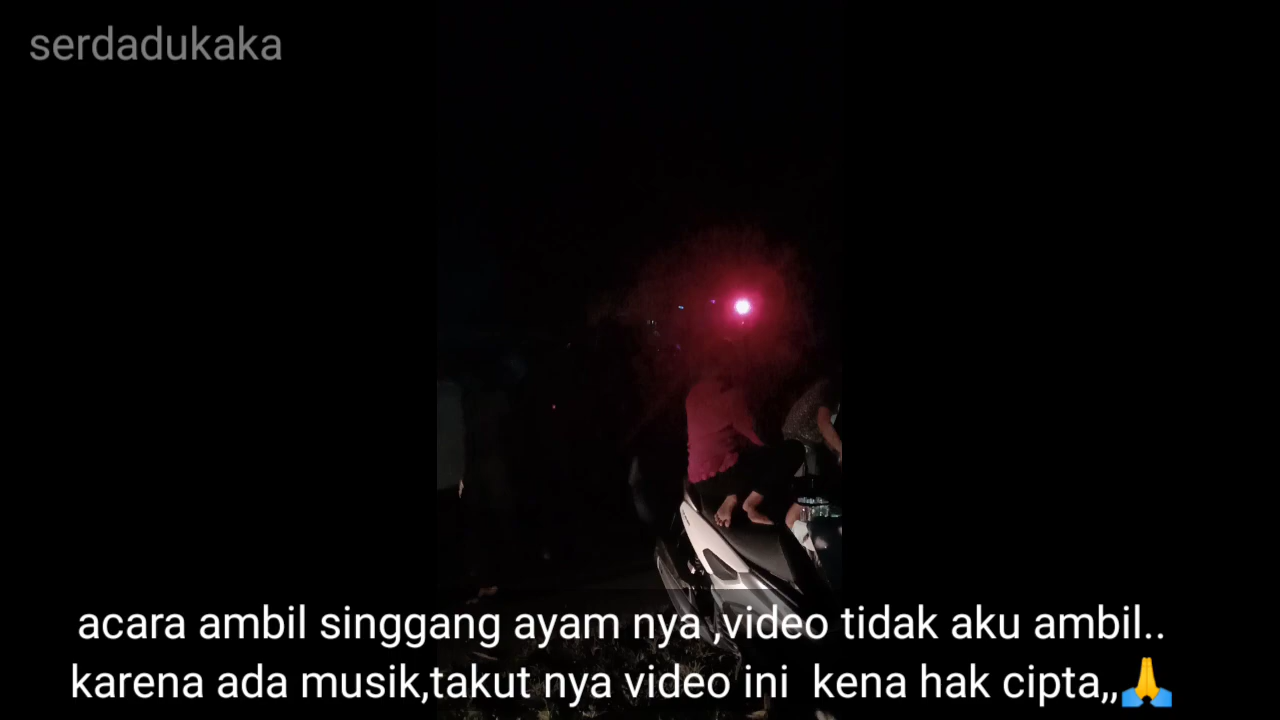 serdadukaka
acara ambil singgang ayam nya ,video tidak aku ambil..
karena ada musik,takut nya video ini  kena hak cipta,,🙏